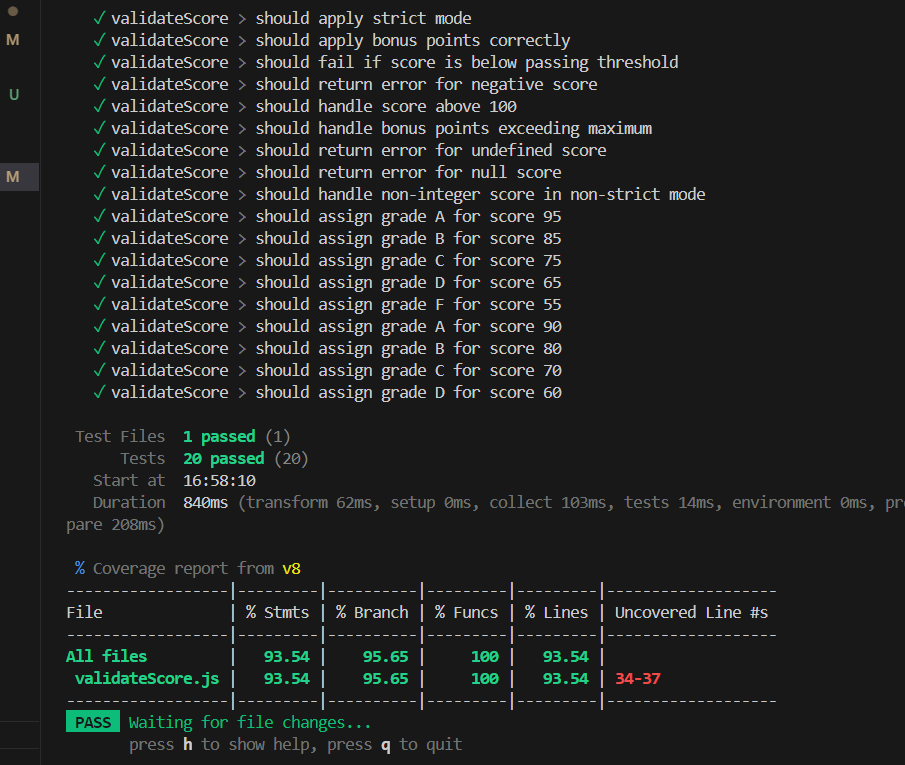 ✓ validateScore > should apply strict mode
M ✓ validateScore > should apply bonus points correctly
✓ validateScore > should fail if score is below passing threshold
U ✓ validateScore > should return error for negative score
✓ validateScore > should handle score above 100
✓ validateScore > should handle bonus points exceeding maximum
✓ validateScore > should return error for undefined score
M ✓ validateScore > should return error for null score
✓ validateScore > should handle non-integer score in non-strict mode
✓ validateScore > should assign grade A for score 95
✓ validateScore > should assign grade B for score 85
✓ validateScore > should assign grade C for score 75
✓ validateScore > should assign grade D for score 65
✓ validateScore > should assign grade F for score 55
✓ validateScore > should assign grade A for score 90
✓ validateScore > should assign grade B for score 80
✓ validateScore > should assign grade C for score 70
✓ validateScore > should assign grade D for score 60
Test Files 1 passed (1)
Tests 20 passed (20)
Start at 16:58:10
Duration 840ms (transform 62ms, setup 0ms, collect 103ms, tests 14ms, environment 0ms, pre
pare 208ms)
% Coverage report from v8
------------------|---------|----------|---------|---------|-------------------
File | % Stmts | % Branch | % Funcs | % Lines | Uncovered Line #s
------------------|---------|----------|---------|---------|-------------------
All files | 93.54 | 95.65 | 100 | 93.54 |
validateScore.js | 93.54 | 95.65 | 100 | 93.54 | 34-37
------------------|---------|----------|---------|---------|-------------------
PASS Waiting for file changes...
press h to show help, press q to quit